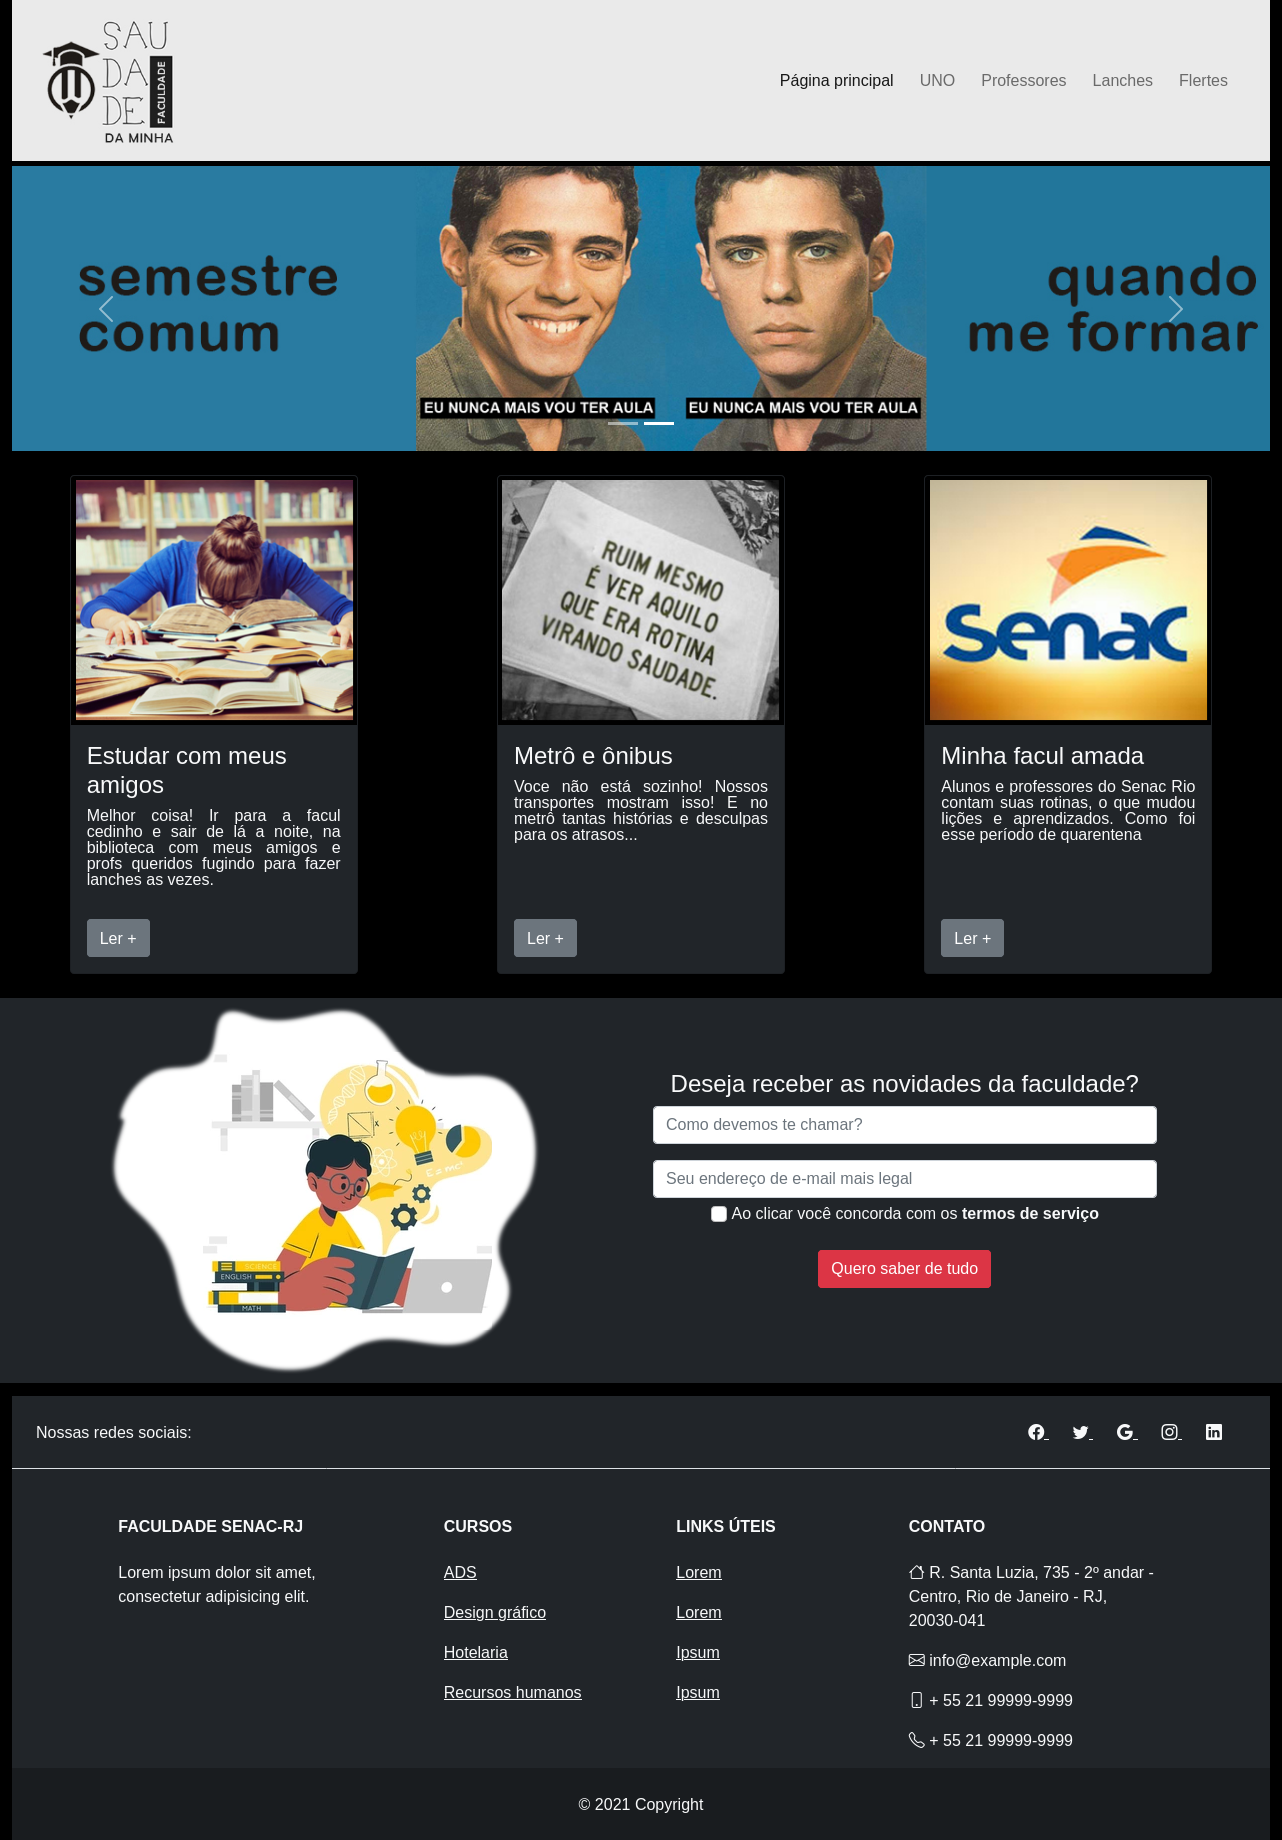 SAU
DA
DE
FACULDADE
DA MINHA
Página principal
UNO
Professores
Lanches
Flertes
semestre
comum
quando
me formar
EU NUNCA MAIS VOU TER AULA
EU NUNCA MAIS VOU TER AULA
Estudar com meus
amigos
Melhor coisa! Ir para a facul
cedinho e sair de lá a noite, na
biblioteca com meus amigos e
profs queridos fugindo para fazer
lanches as vezes.
Ler +
RUIM MESMO
É VER AQUILO
QUE ERA ROTINA
VIRANDO SAUDADE.
Metrô e ônibus
Voce não está sozinho! Nossos
transportes mostram isso! E no
metrô tantas histórias e desculpas
para os atrasos...
Ler +
Senac
Minha facul amada
Alunos e professores do Senac Rio
contam suas rotinas, o que mudou
lições e aprendizados. Como foi
esse período de quarentena
Ler +
x
E=mc²
SCIENCE
ENGLISH
MATH
Deseja receber as novidades da faculdade?
Como devemos te chamar?
Seu endereço de e-mail mais legal
Ao clicar você concorda com os termos de serviço
Quero saber de tudo
Nossas redes sociais:
FACULDADE SENAC-RJ
Lorem ipsum dolor sit amet,
consectetur adipisicing elit.
CURSOS
ADS
Design gráfico
Hotelaria
Recursos humanos
LINKS ÚTEIS
Lorem
Lorem
Ipsum
Ipsum
CONTATO
R. Santa Luzia, 735 - 2º andar -
Centro, Rio de Janeiro - RJ,
20030-041
info@example.com
+ 55 21 99999-9999
+ 55 21 99999-9999
© 2021 Copyright